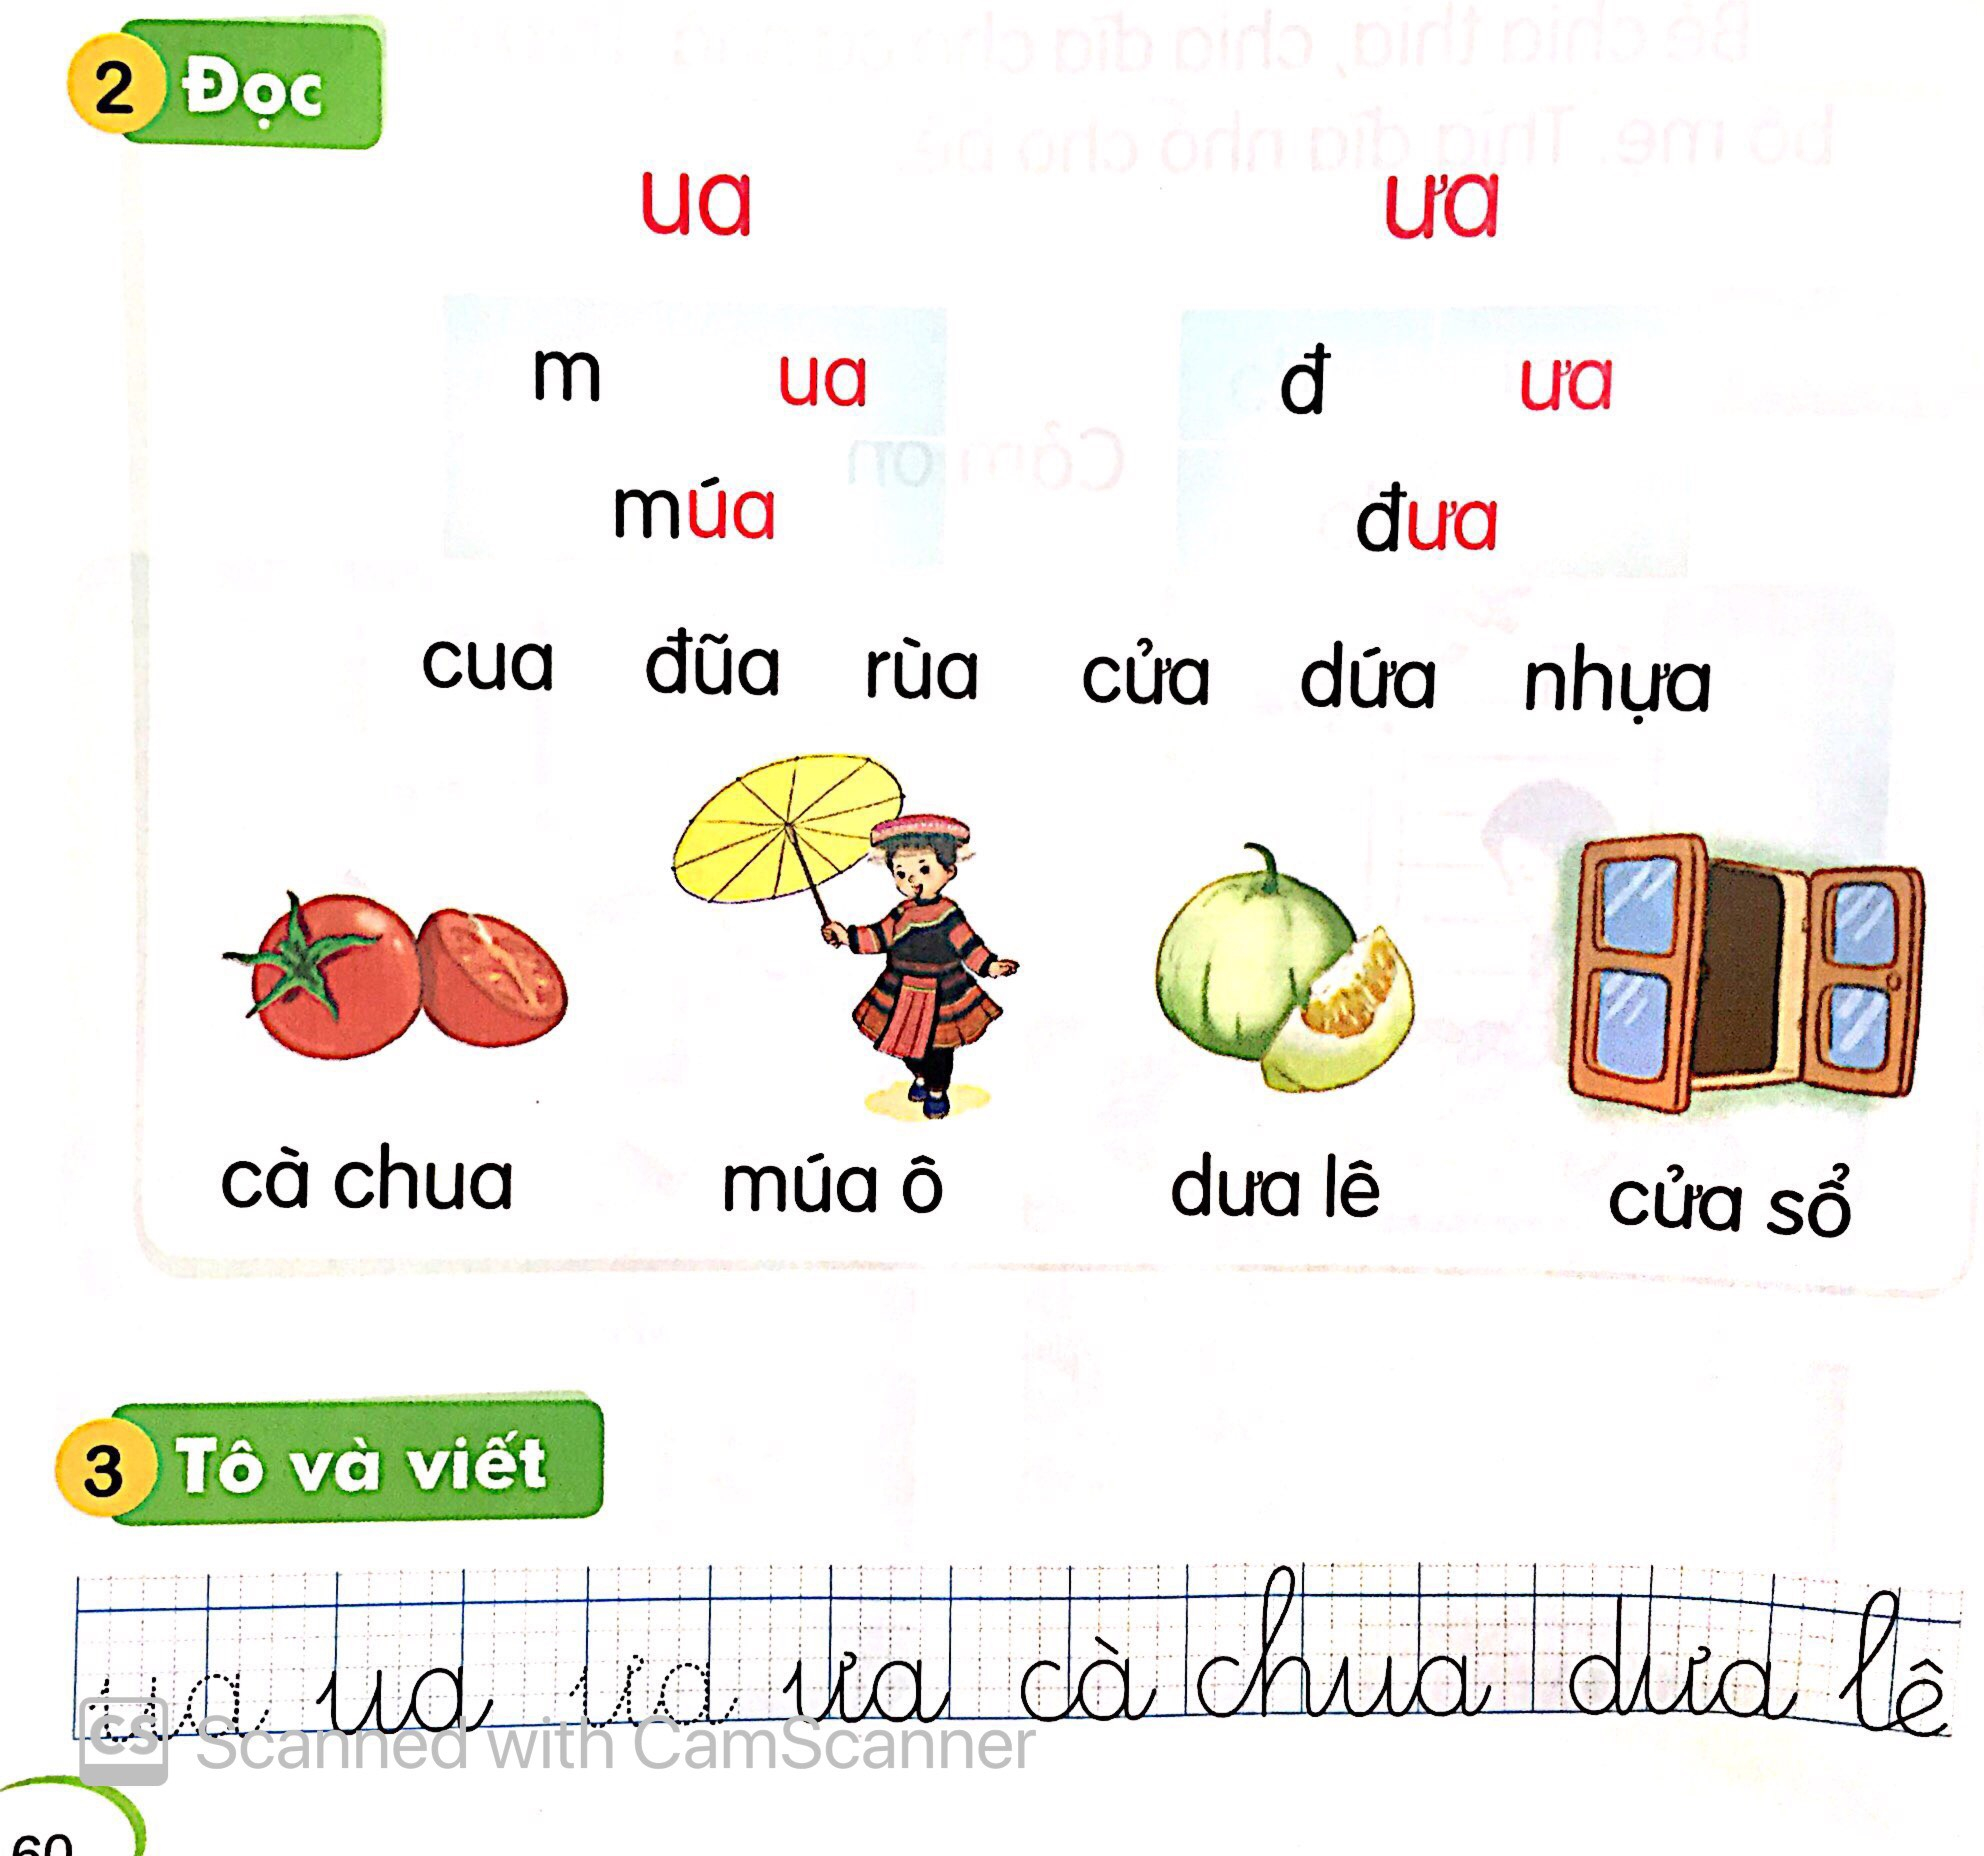 2 Đọc
ua ưa
m ua đ ưa
múa đưa
cua đũa rùa cửa dứa nhựa
cà chua múa ô dưa lê cửa sổ
3 Tô và viết
ua ua ưa ưa cà chua dưa lê
CS Scanned with CamScanner
60